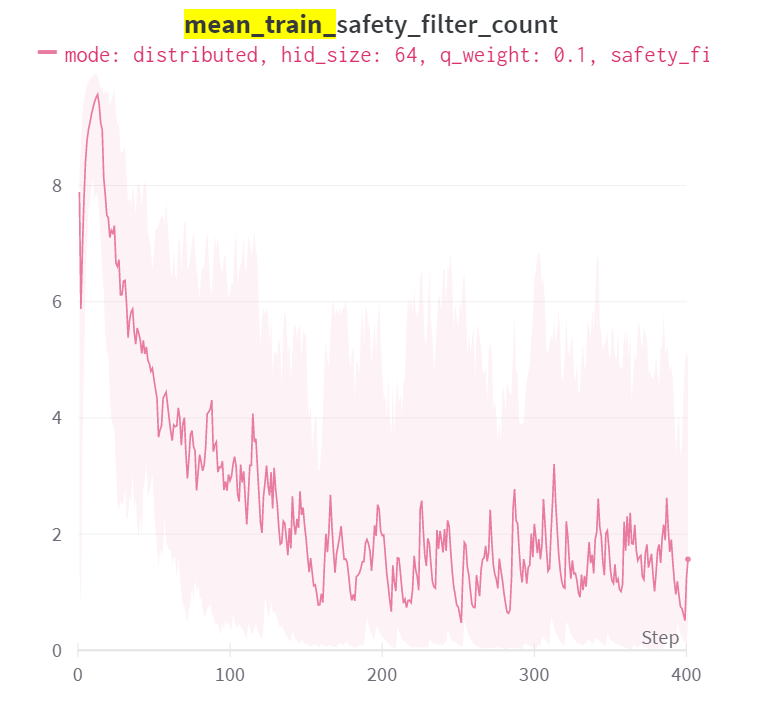 mean_train_safety_filter_count
mode: distributed, hid_size: 64, q_weight: 0.1, safety_fi
8
6
4
2
0
Step
0 100 200 300 400